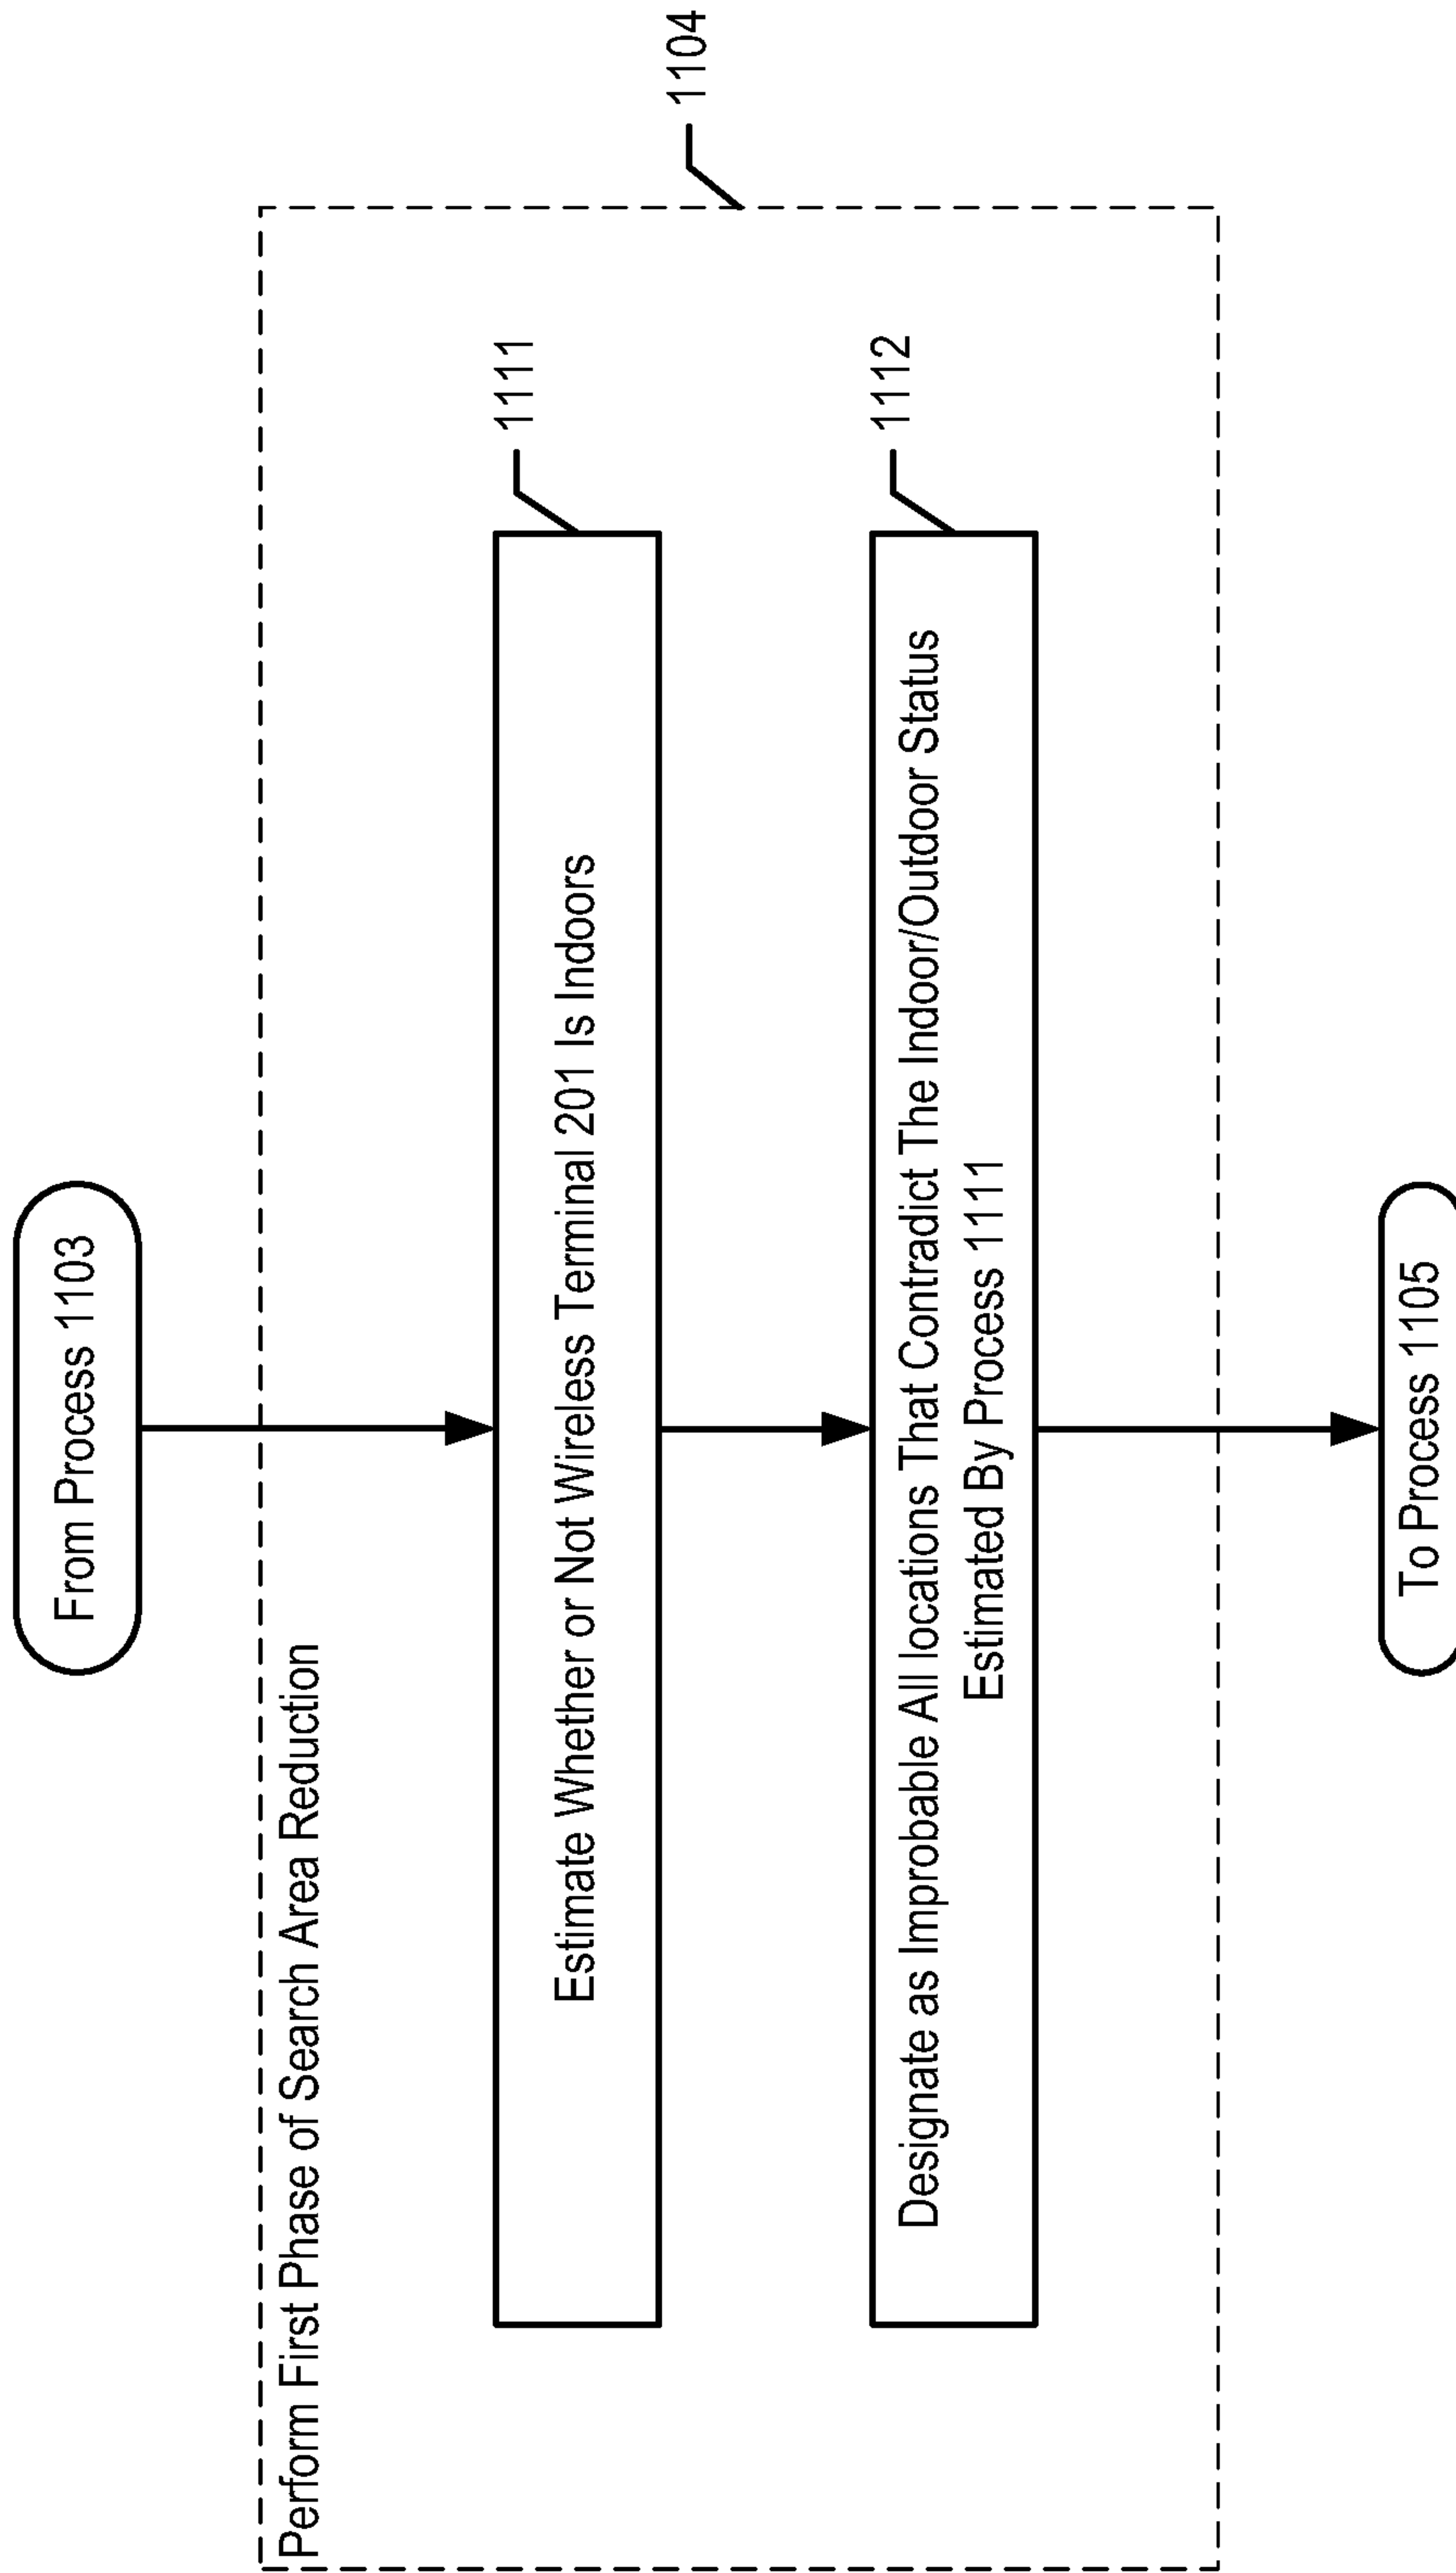 From Process 1103
Perform First Phase of Search Area Reduction
1104
Estimate Whether or Not Wireless Terminal 201 Is Indoors
1111
Designate as Improbable All locations That Contradict The Indoor/Outdoor Status
Estimated By Process 1111
1112
To Process 1105